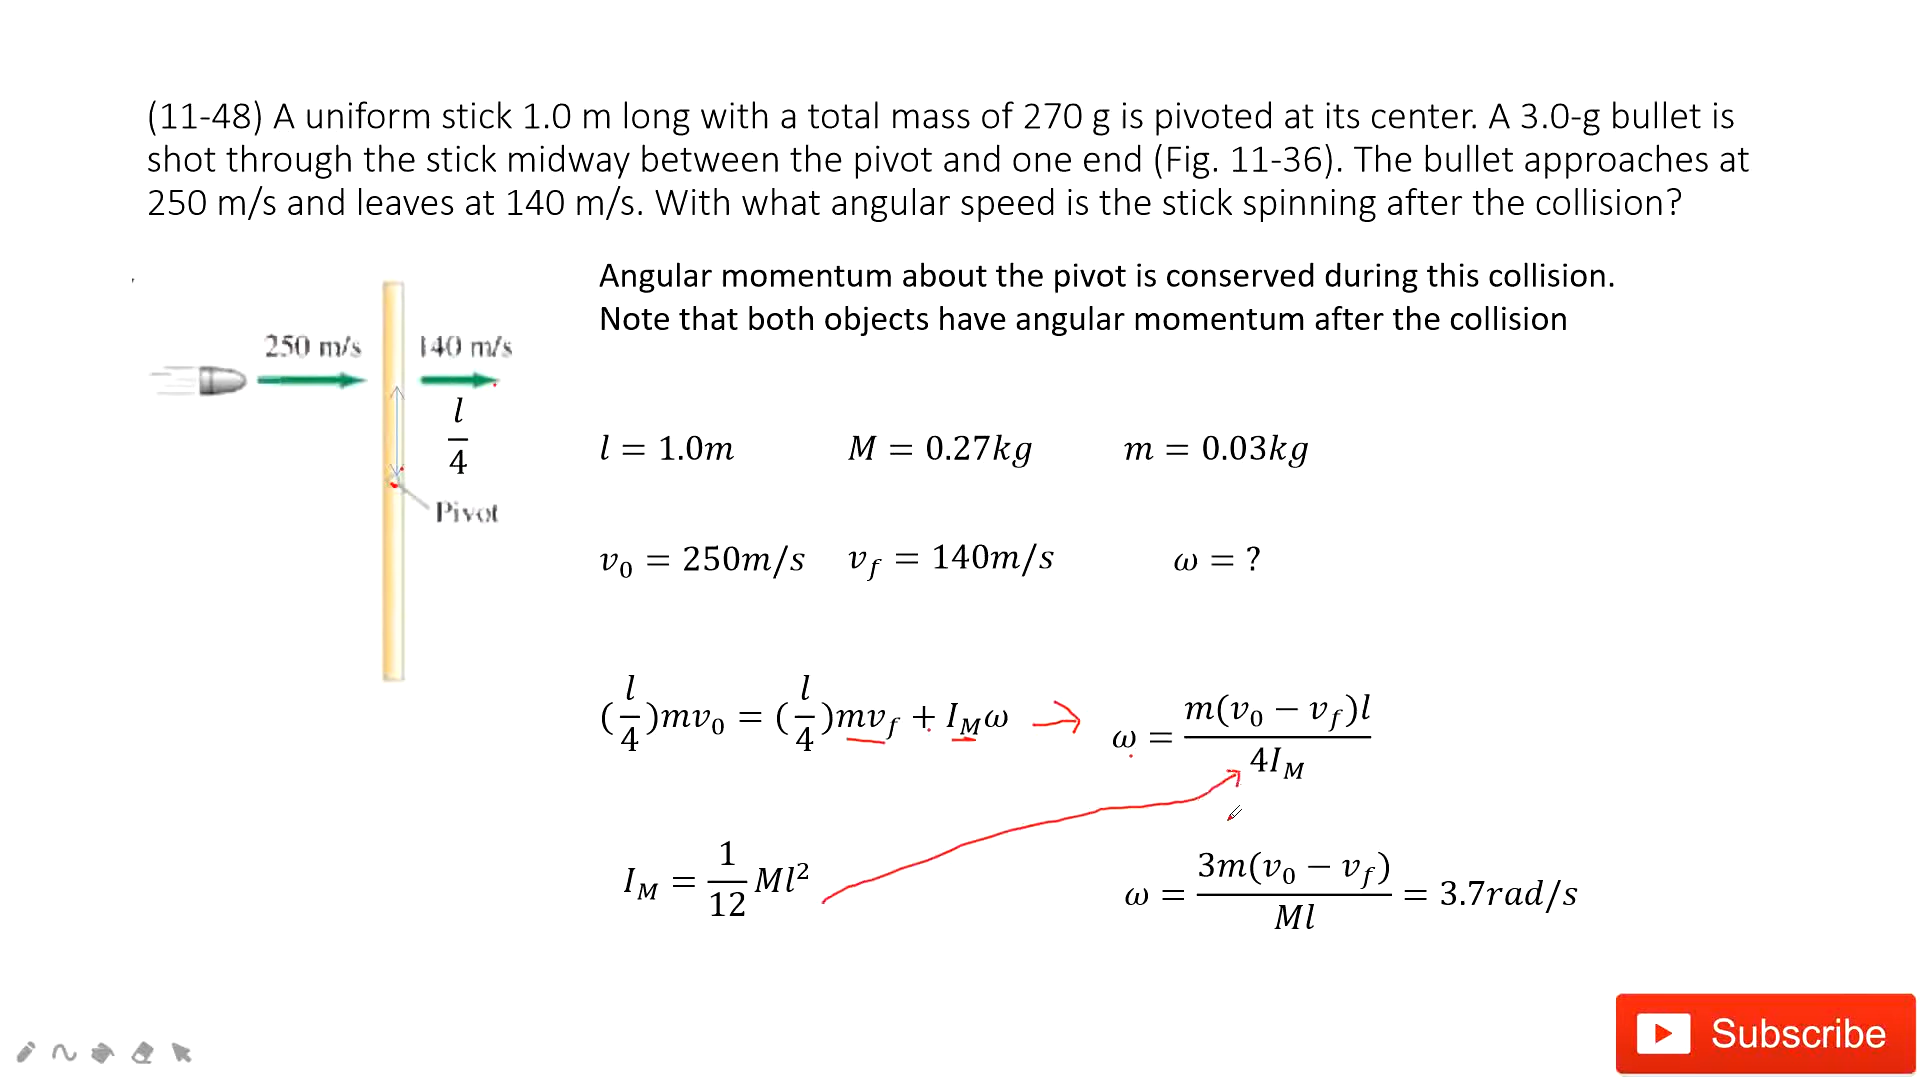 (11-48) A uniform stick 1.0 m long with a total mass of 270 g is pivoted at its center. A 3.0-g bullet is
shot through the stick midway between the pivot and one end (Fig. 11-36). The bullet approaches at
250 m/s and leaves at 140 m/s. With what angular speed is the stick spinning after the collision?
Angular momentum about the pivot is conserved during this collision.
Note that both objects have angular momentum after the collision
250 m/s 140 m/s
l/4
Pivot
l = 1.0m M = 0.27kg m = 0.03kg
v₀ = 250m/s v_f = 140m/s ω = ?
(l/4)mv₀ = (l/4)mv_f + I_Mω → ω = m(v₀ − v_f)l / 4I_M
I_M = 1/12 Ml² ω = 3m(v₀ − v_f) / Ml = 3.7rad/s
Subscribe